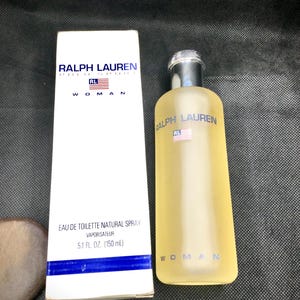 RALPH LAUREN
RL
WOMAN
EAU DE TOILETTE NATURAL SPRAY
VAPORISATEUR
5.1 FL. OZ. (150 ml)
RALPH LAUREN
RL
WOMAN